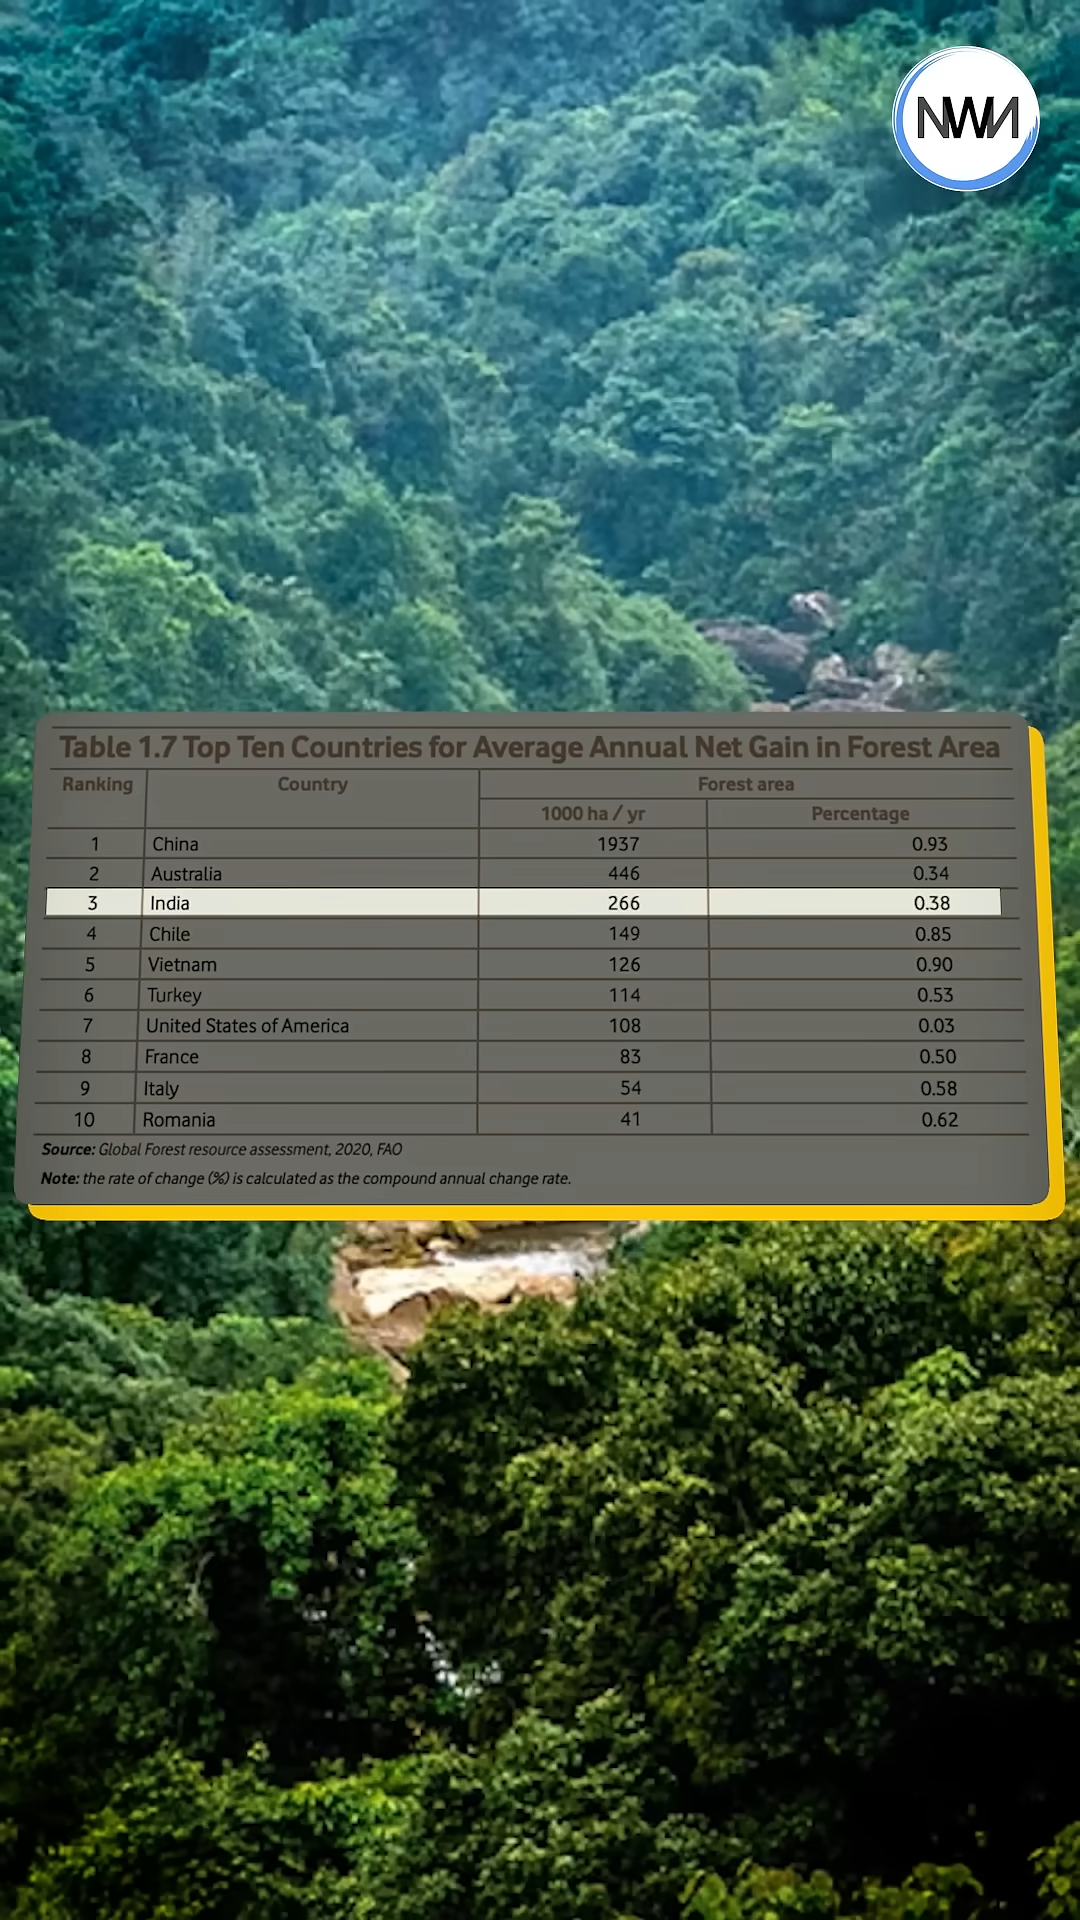 NWN
Table 1.7 Top Ten Countries for Average Annual Net Gain in Forest Area
Ranking Country Forest area
1000 ha / yr Percentage
1 China 1937 0.93
2 Australia 446 0.34
3 India 266 0.38
4 Chile 149 0.85
5 Vietnam 126 0.90
6 Turkey 114 0.53
7 United States of America 108 0.03
8 France 83 0.50
9 Italy 54 0.58
10 Romania 41 0.62
Source: Global Forest resource assessment, 2020, FAO
Note: the rate of change (%) is calculated as the compound annual change rate.